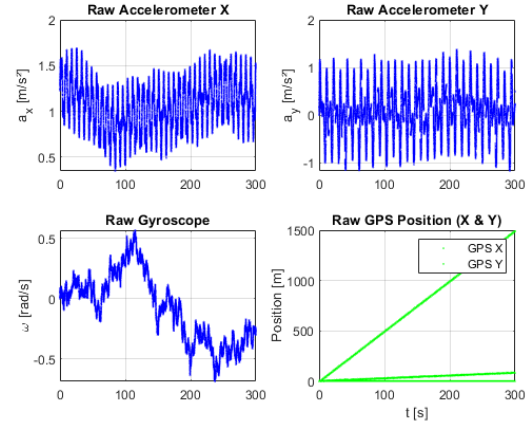 Raw Accelerometer X
Raw Accelerometer Y
2
1.5
1
0.5
a_x [m/s²]
0 100 200 300
2
1
0
-1
a_y [m/s²]
0 100 200 300
Raw Gyroscope
Raw GPS Position (X & Y)
0.5
0
-0.5
ω [rad/s]
0 100 200 300
1500
1000
500
0
Position [m]
GPS X
GPS Y
0 100 200 300
t [s]